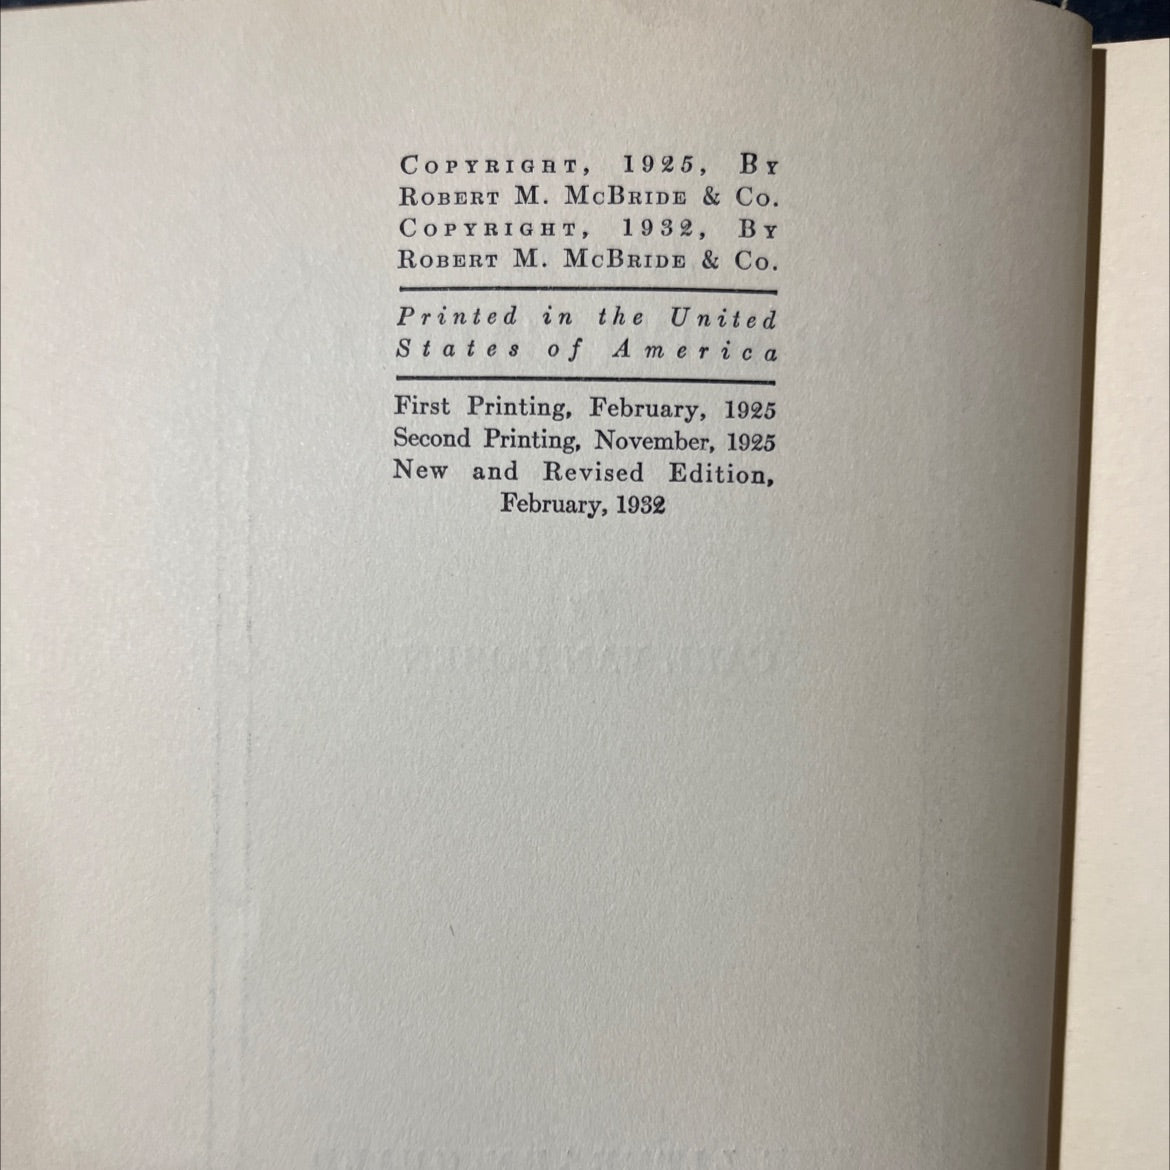 Copyright, 1925, By
Robert M. McBride & Co.
Copyright, 1932, By
Robert M. McBride & Co.
Printed in the United
States of America
First Printing, February, 1925
Second Printing, November, 1925
New and Revised Edition,
February, 1932